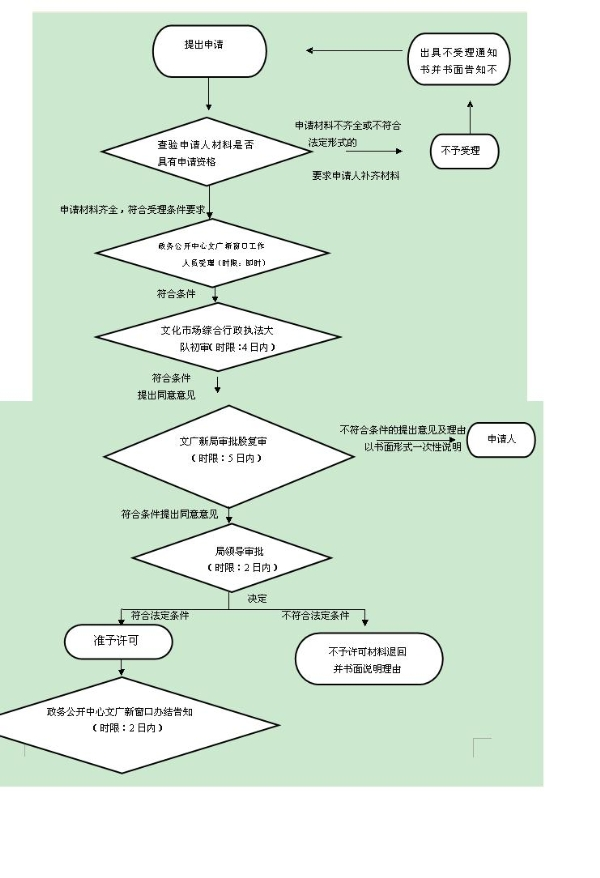 提出申请
出具不受理通知
书并书面告知不
查验申请人材料是否
具有申请资格
申请材料不齐全或不符合
法定形式的
要求申请人补齐材料
不予受理
申请材料齐全，符合受理条件要求
政务公开中心文广新窗口工作
人员受理（时限：即时）
符合条件
文化市场综合行政执法大
队初审（时限：4日内）
符合条件
提出同意意见
文广新局审批股复审
（时限：5日内）
不符合条件的提出意见及理由
以书面形式一次性说明
申请人
符合条件提出同意意见
局领导审批
（时限：2日内）
决定
符合法定条件
不符合法定条件
准予许可
不予许可材料退回
并书面说明理由
政务公开中心文广新窗口办结告知
（时限：2日内）